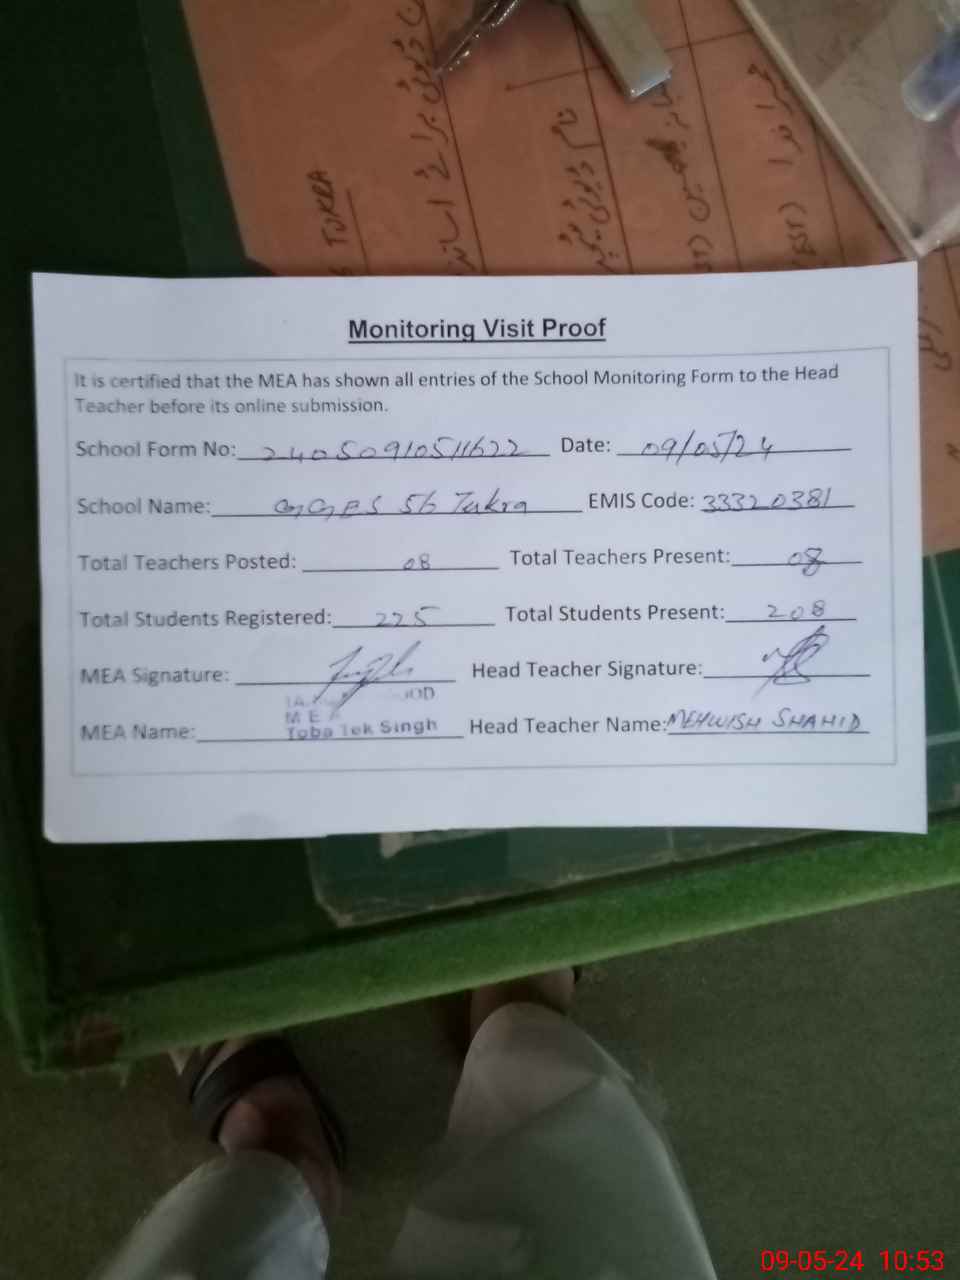 TUKRA
نام
Monitoring Visit Proof
It is certified that the MEA has shown all entries of the School Monitoring Form to the Head
Teacher before its online submission.
School Form No: 24050910511622 Date: 09/05/24
School Name: GGES 56 Tukra EMIS Code: 33320381
Total Teachers Posted: 08 Total Teachers Present: 08
Total Students Registered: 225 Total Students Present: 208
MEA Signature: Head Teacher Signature:
MEA Name: Toba Tek Singh Head Teacher Name: MEHWISH SHAHID
09-05-24 10:53